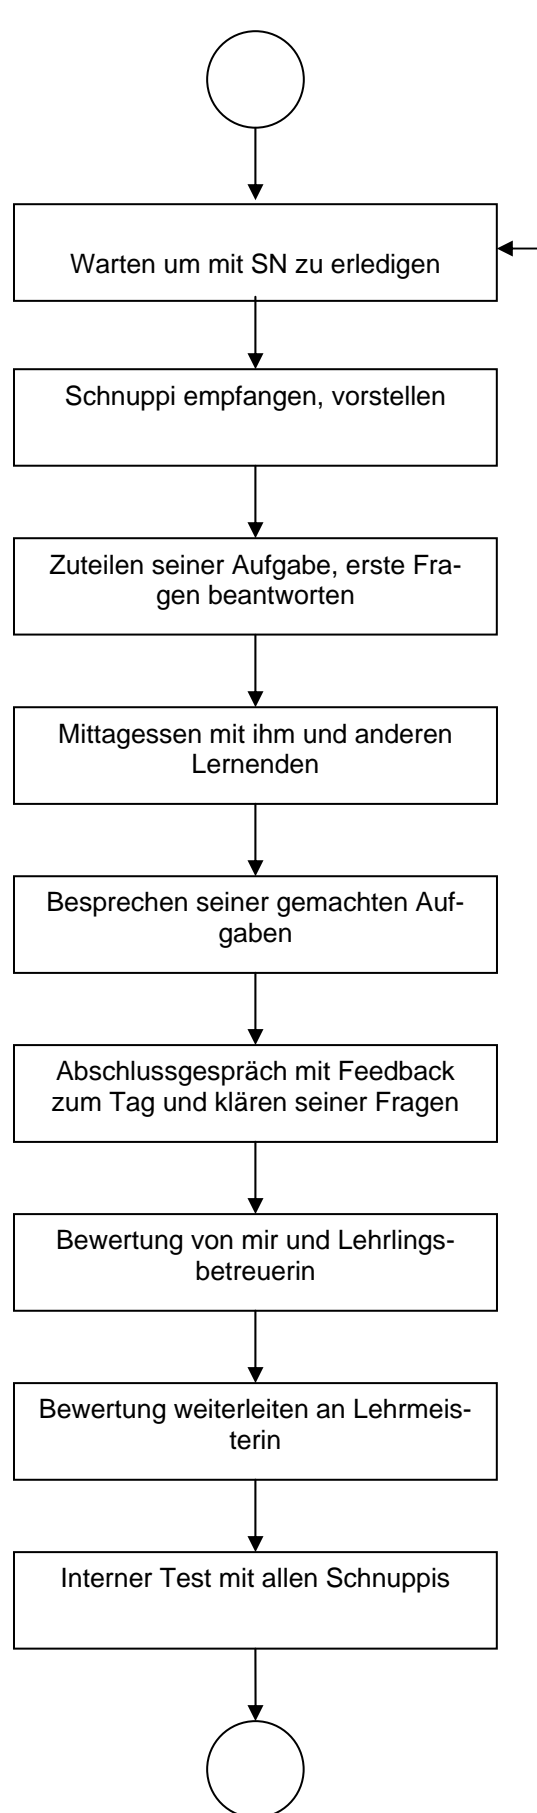 Warten um mit SN zu erledigen
Schnuppi empfangen, vorstellen
Zuteilen seiner Aufgabe, erste Fra-
gen beantworten
Mittagessen mit ihm und anderen
Lernenden
Besprechen seiner gemachten Auf-
gaben
Abschlussgespräch mit Feedback
zum Tag und klären seiner Fragen
Bewertung von mir und Lehrlings-
betreuerin
Bewertung weiterleiten an Lehrmeis-
terin
Interner Test mit allen Schnuppis